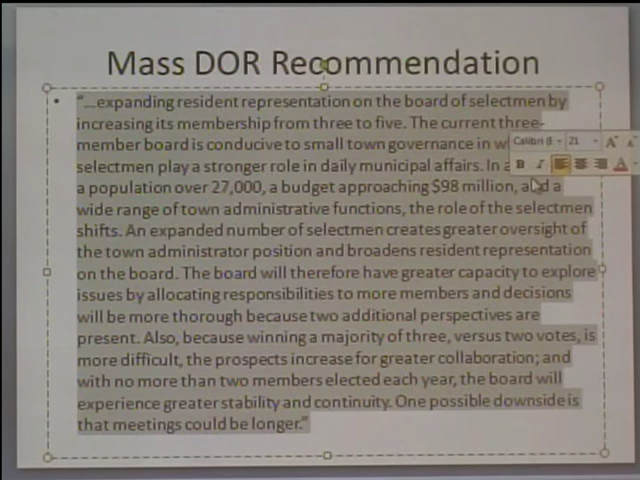 Mass DOR Recommendation
• "...expanding resident representation on the board of selectmen by
increasing its membership from three to five. The current three-
member board is conducive to small town governance in w
selectmen play a stronger role in daily municipal affairs. In a
a population over 27,000, a budget approaching $98 million, and a
wide range of town administrative functions, the role of the selectmen
shifts. An expanded number of selectmen creates greater oversight of
the town administrator position and broadens resident representation
on the board. The board will therefore have greater capacity to explore
issues by allocating responsibilities to more members and decisions
will be more thorough because two additional perspectives are
present. Also, because winning a majority of three, versus two votes, is
more difficult, the prospects increase for greater collaboration; and
with no more than two members elected each year, the board will
experience greater stability and continuity. One possible downside is
that meetings could be longer."
Calibri (B 21 A A
B I A